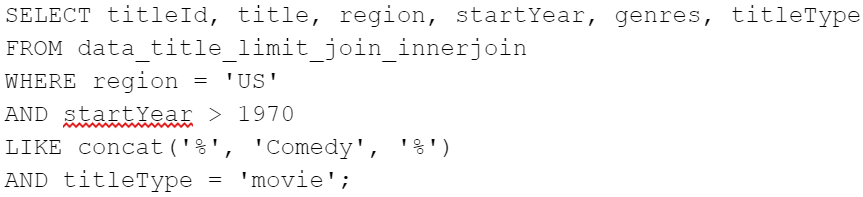 SELECT titleId, title, region, startYear, genres, titleType
FROM data_title_limit_join_innerjoin
WHERE region = 'US'
AND startYear > 1970
LIKE concat('%', 'Comedy', '%')
AND titleType = 'movie';